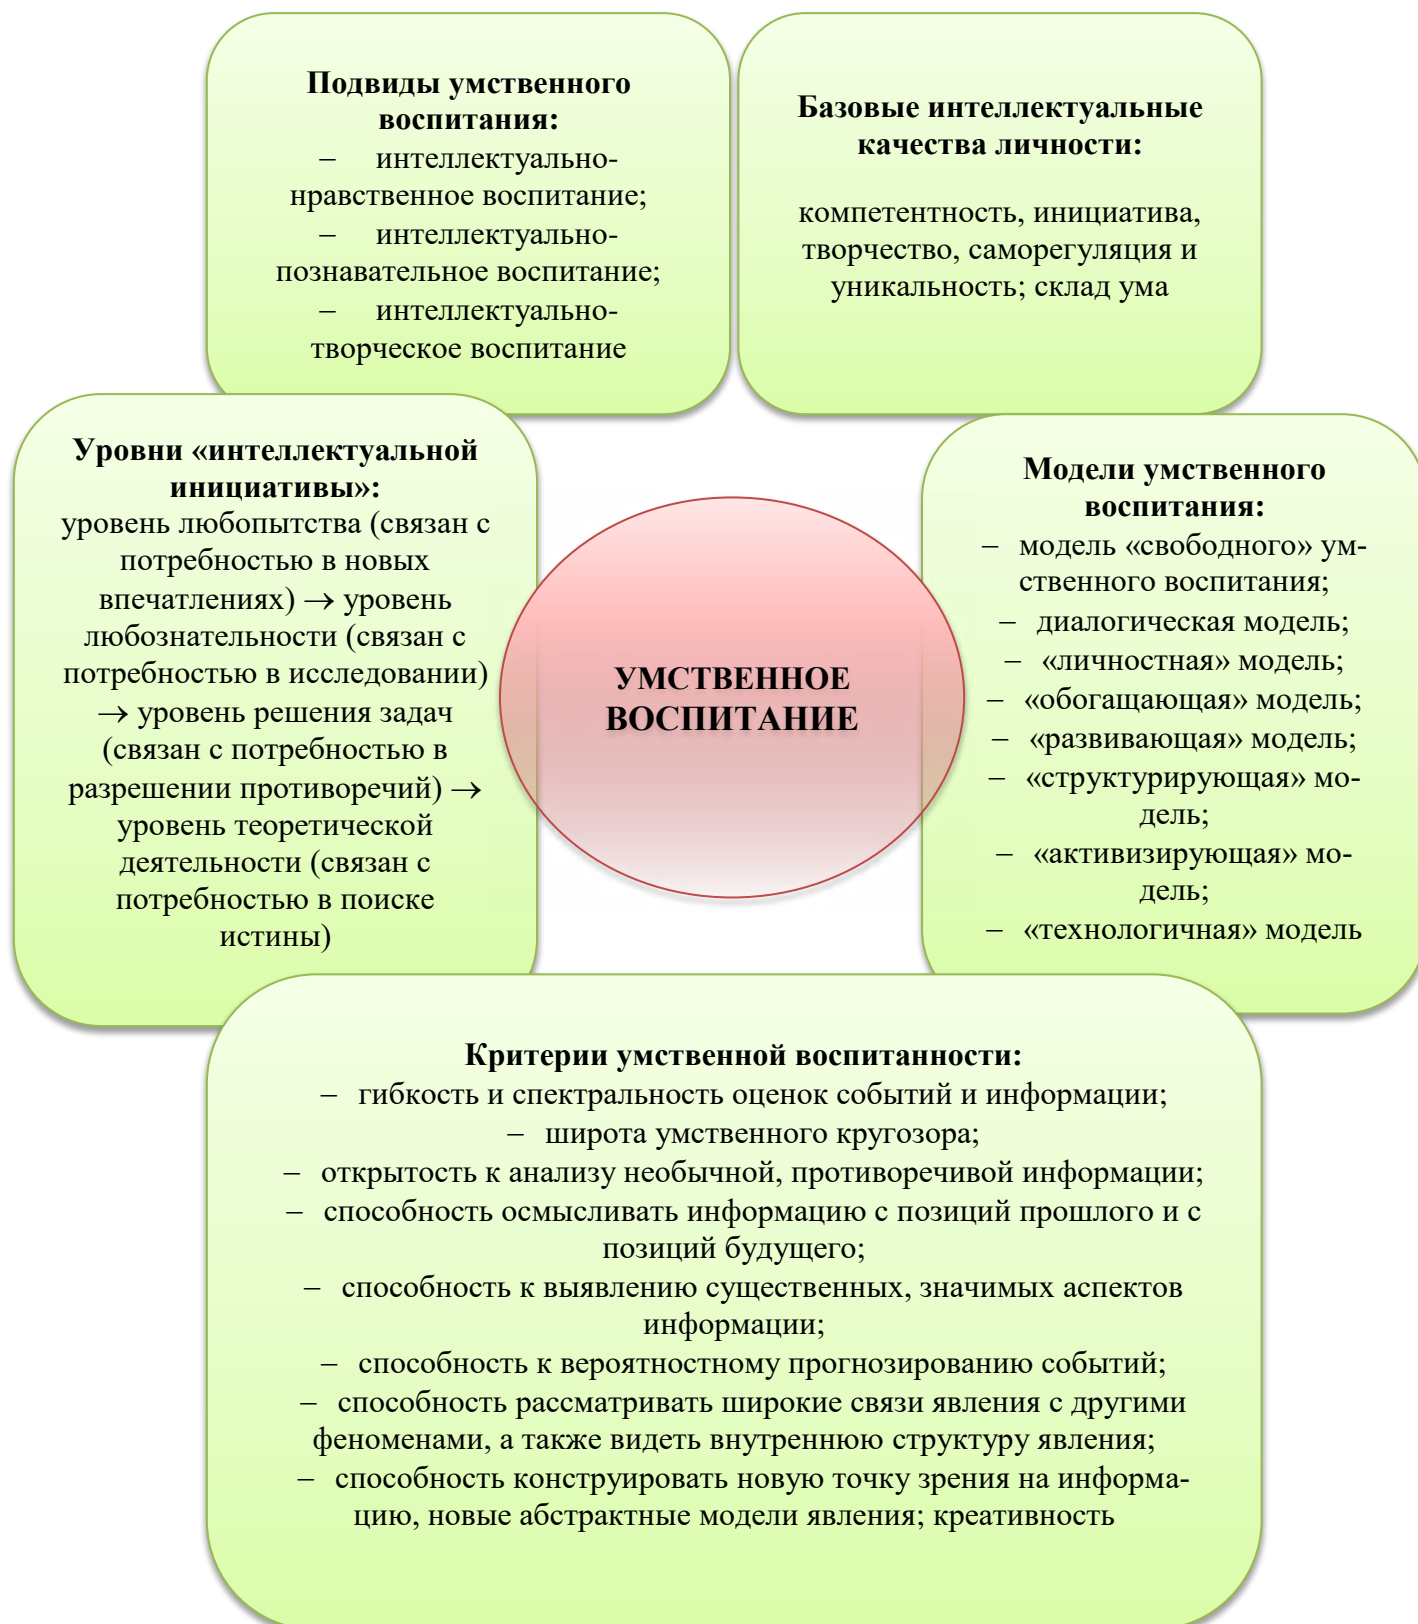 Подвиды умственного
воспитания:
– интеллектуально-
нравственное воспитание;
– интеллектуально-
познавательное воспитание;
– интеллектуально-
творческое воспитание
Базовые интеллектуальные
качества личности:
компетентность, инициатива,
творчество, саморегуляция и
уникальность; склад ума
Уровни «интеллектуальной
инициативы»:
уровень любопытства (связан с
потребностью в новых
впечатлениях) → уровень
любознательности (связан с
потребностью в исследовании)
→ уровень решения задач
(связан с потребностью в
разрешении противоречий) →
уровень теоретической
деятельности (связан с
потребностью в поиске
истины)
УМСТВЕННОЕ
ВОСПИТАНИЕ
Модели умственного
воспитания:
– модель «свободного» ум-
ственного воспитания;
– диалогическая модель;
– «личностная» модель;
– «обогащающая» модель;
– «развивающая» модель;
– «структурирующая» мо-
дель;
– «активизирующая» мо-
дель;
– «технологичная» модель
Критерии умственной воспитанности:
– гибкость и спектральность оценок событий и информации;
– широта умственного кругозора;
– открытость к анализу необычной, противоречивой информации;
– способность осмысливать информацию с позиций прошлого и с
позиций будущего;
– способность к выявлению существенных, значимых аспектов
информации;
– способность к вероятностному прогнозированию событий;
– способность рассматривать широкие связи явления с другими
феноменами, а также видеть внутреннюю структуру явления;
– способность конструировать новую точку зрения на информа-
цию, новые абстрактные модели явления; креативность